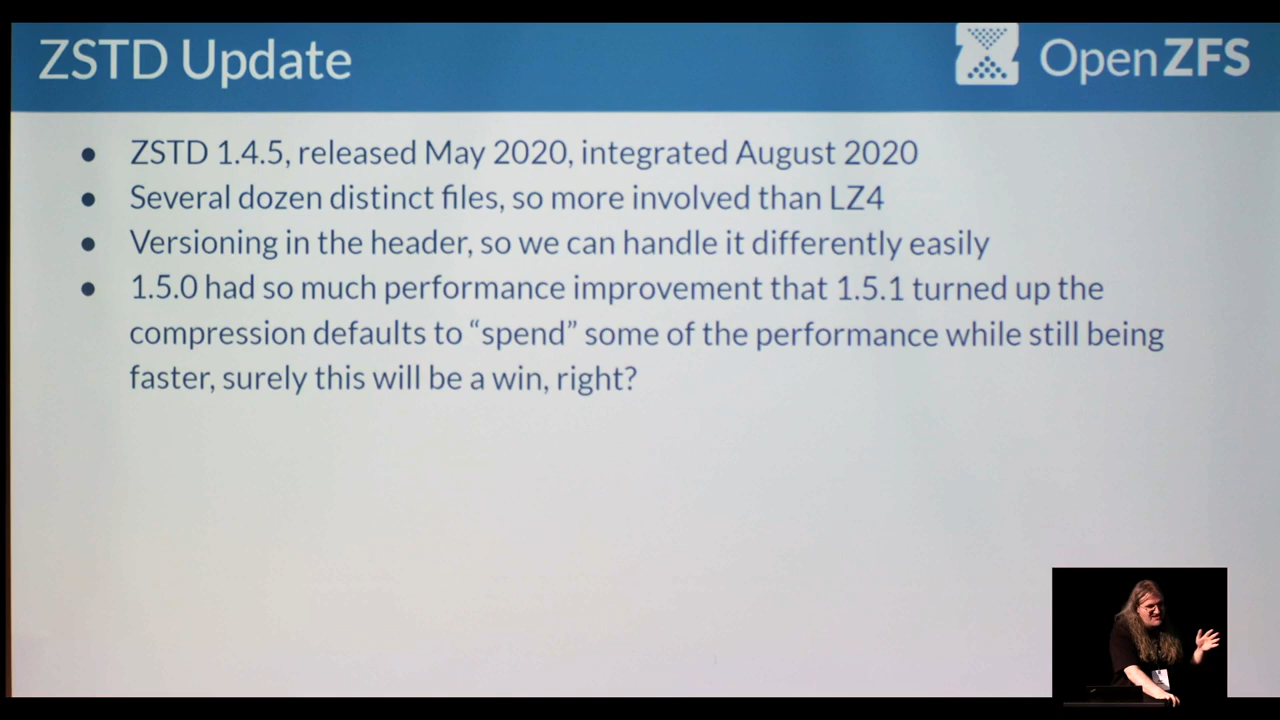 ZSTD Update
OpenZFS
● ZSTD 1.4.5, released May 2020, integrated August 2020
● Several dozen distinct files, so more involved than LZ4
● Versioning in the header, so we can handle it differently easily
● 1.5.0 had so much performance improvement that 1.5.1 turned up the
compression defaults to “spend” some of the performance while still being
faster, surely this will be a win, right?